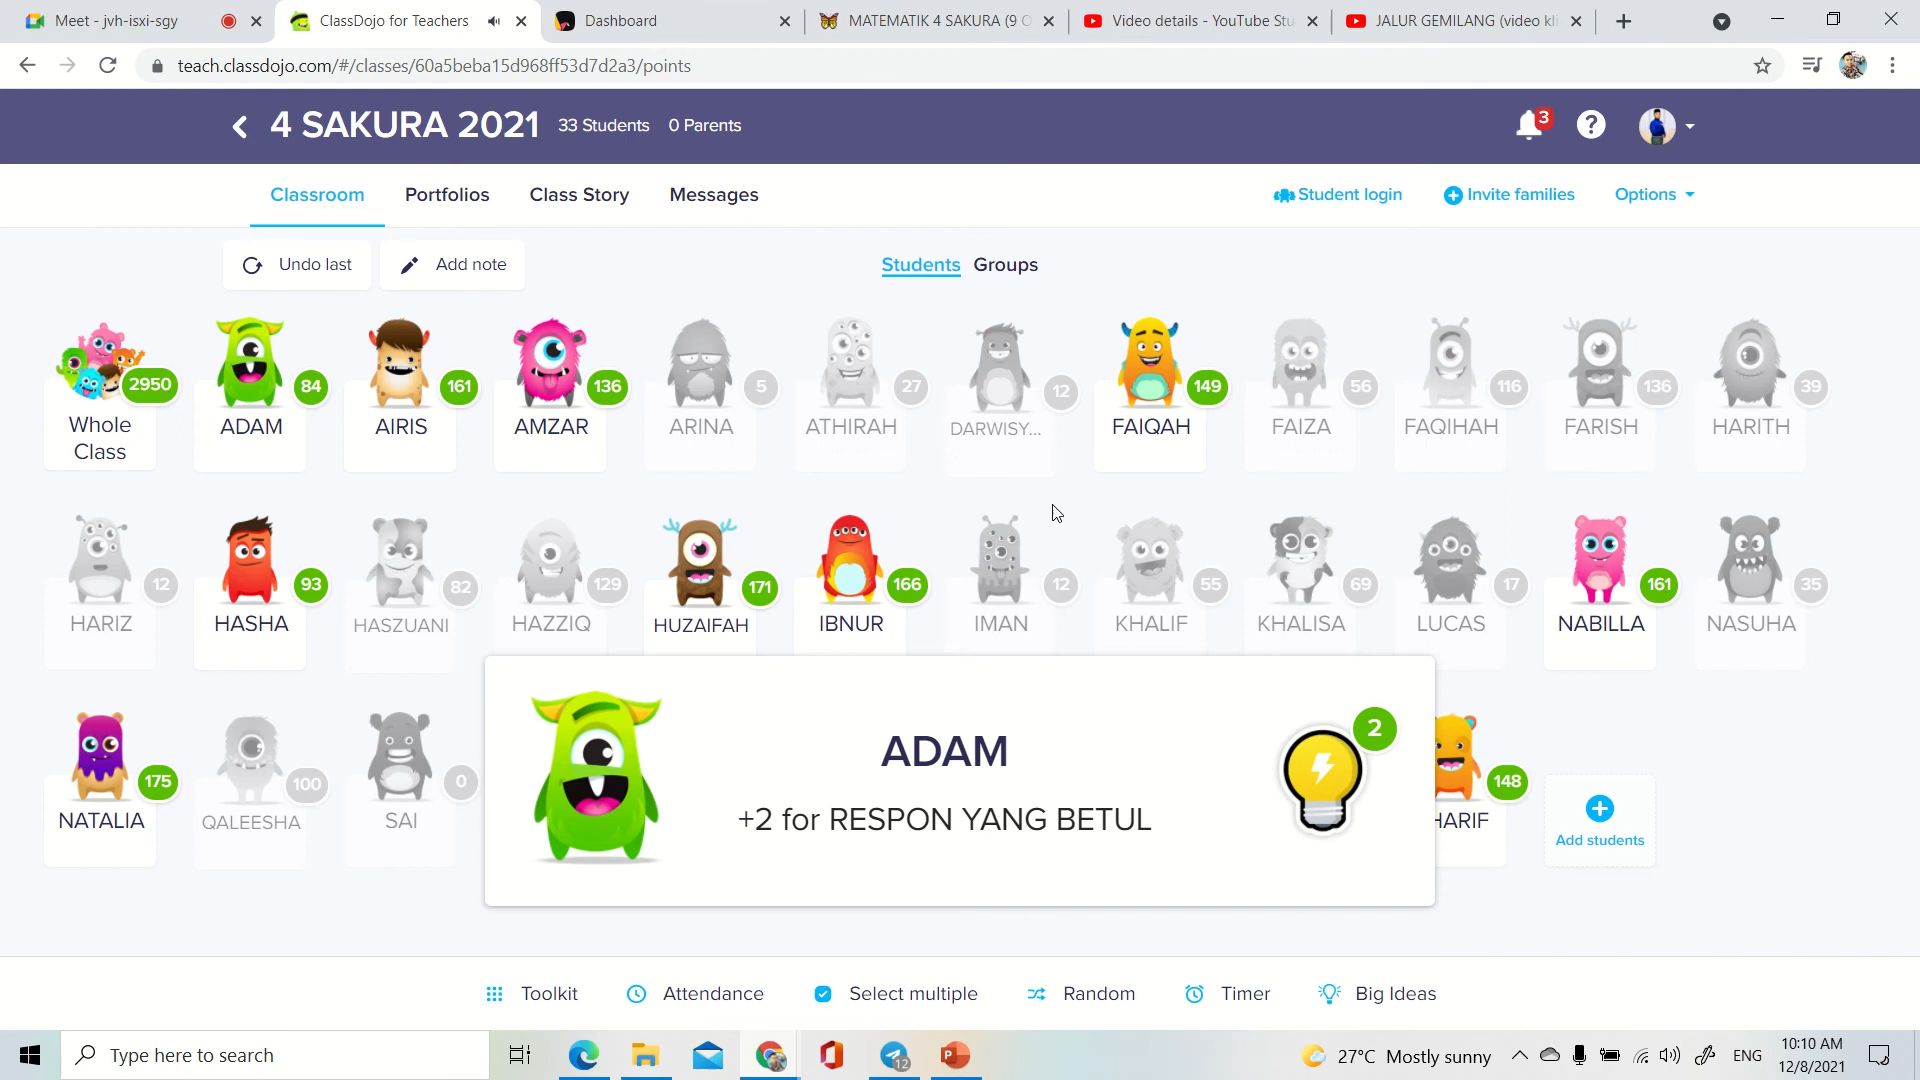 Meet - jvh-isxi-sgy
ClassDojo for Teachers
Dashboard
MATEMATIK 4 SAKURA (9 O
Video details - YouTube Stu
JALUR GEMILANG (video kli
teach.classdojo.com/#/classes/60a5beba15d968ff53d7d2a3/points
4 SAKURA 2021 33 Students 0 Parents
3
?
Classroom Portfolios Class Story Messages
Student login Invite families Options
Undo last Add note
Students Groups
2950 84 161 136 5 27 12 149 56 116 136 39
Whole
Class
ADAM AIRIS AMZAR ARINA ATHIRAH DARWISY... FAIQAH FAIZA FAQIHAH FARISH HARITH
12 93 82 129 171 166 12 55 69 17 161 35
HARIZ HASHA HASZUANI HAZZIQ HUZAIFAH IBNUR IMAN KHALIF KHALISA LUCAS NABILLA NASUHA
175 100 0 148
NATALIA QALEESHA SAI HARIF
2
ADAM
+2 for RESPON YANG BETUL
Add students
Toolkit Attendance Select multiple Random Timer Big Ideas
Type here to search
12
27°C Mostly sunny
ENG
10:10 AM
12/8/2021